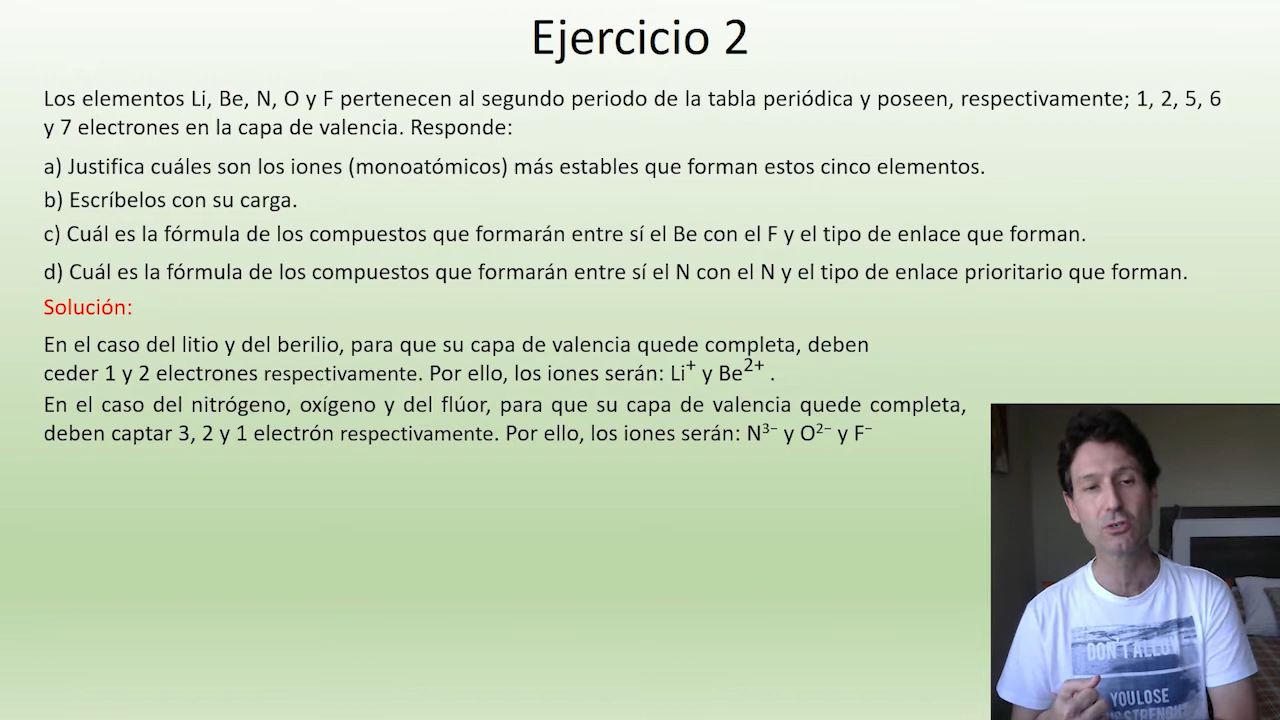 Ejercicio 2
Los elementos Li, Be, N, O y F pertenecen al segundo periodo de la tabla periódica y poseen, respectivamente; 1, 2, 5, 6
y 7 electrones en la capa de valencia. Responde:
a) Justifica cuáles son los iones (monoatómicos) más estables que forman estos cinco elementos.
b) Escríbelos con su carga.
c) Cuál es la fórmula de los compuestos que formarán entre sí el Be con el F y el tipo de enlace que forman.
d) Cuál es la fórmula de los compuestos que formarán entre sí el N con el N y el tipo de enlace prioritario que forman.
Solución:
En el caso del litio y del berilio, para que su capa de valencia quede completa, deben
ceder 1 y 2 electrones respectivamente. Por ello, los iones serán: Li⁺ y Be²⁺ .
En el caso del nitrógeno, oxígeno y del flúor, para que su capa de valencia quede completa,
deben captar 3, 2 y 1 electrón respectivamente. Por ello, los iones serán: N³⁻ y O²⁻ y F⁻
DON'T ALLOW
YOU LOSE